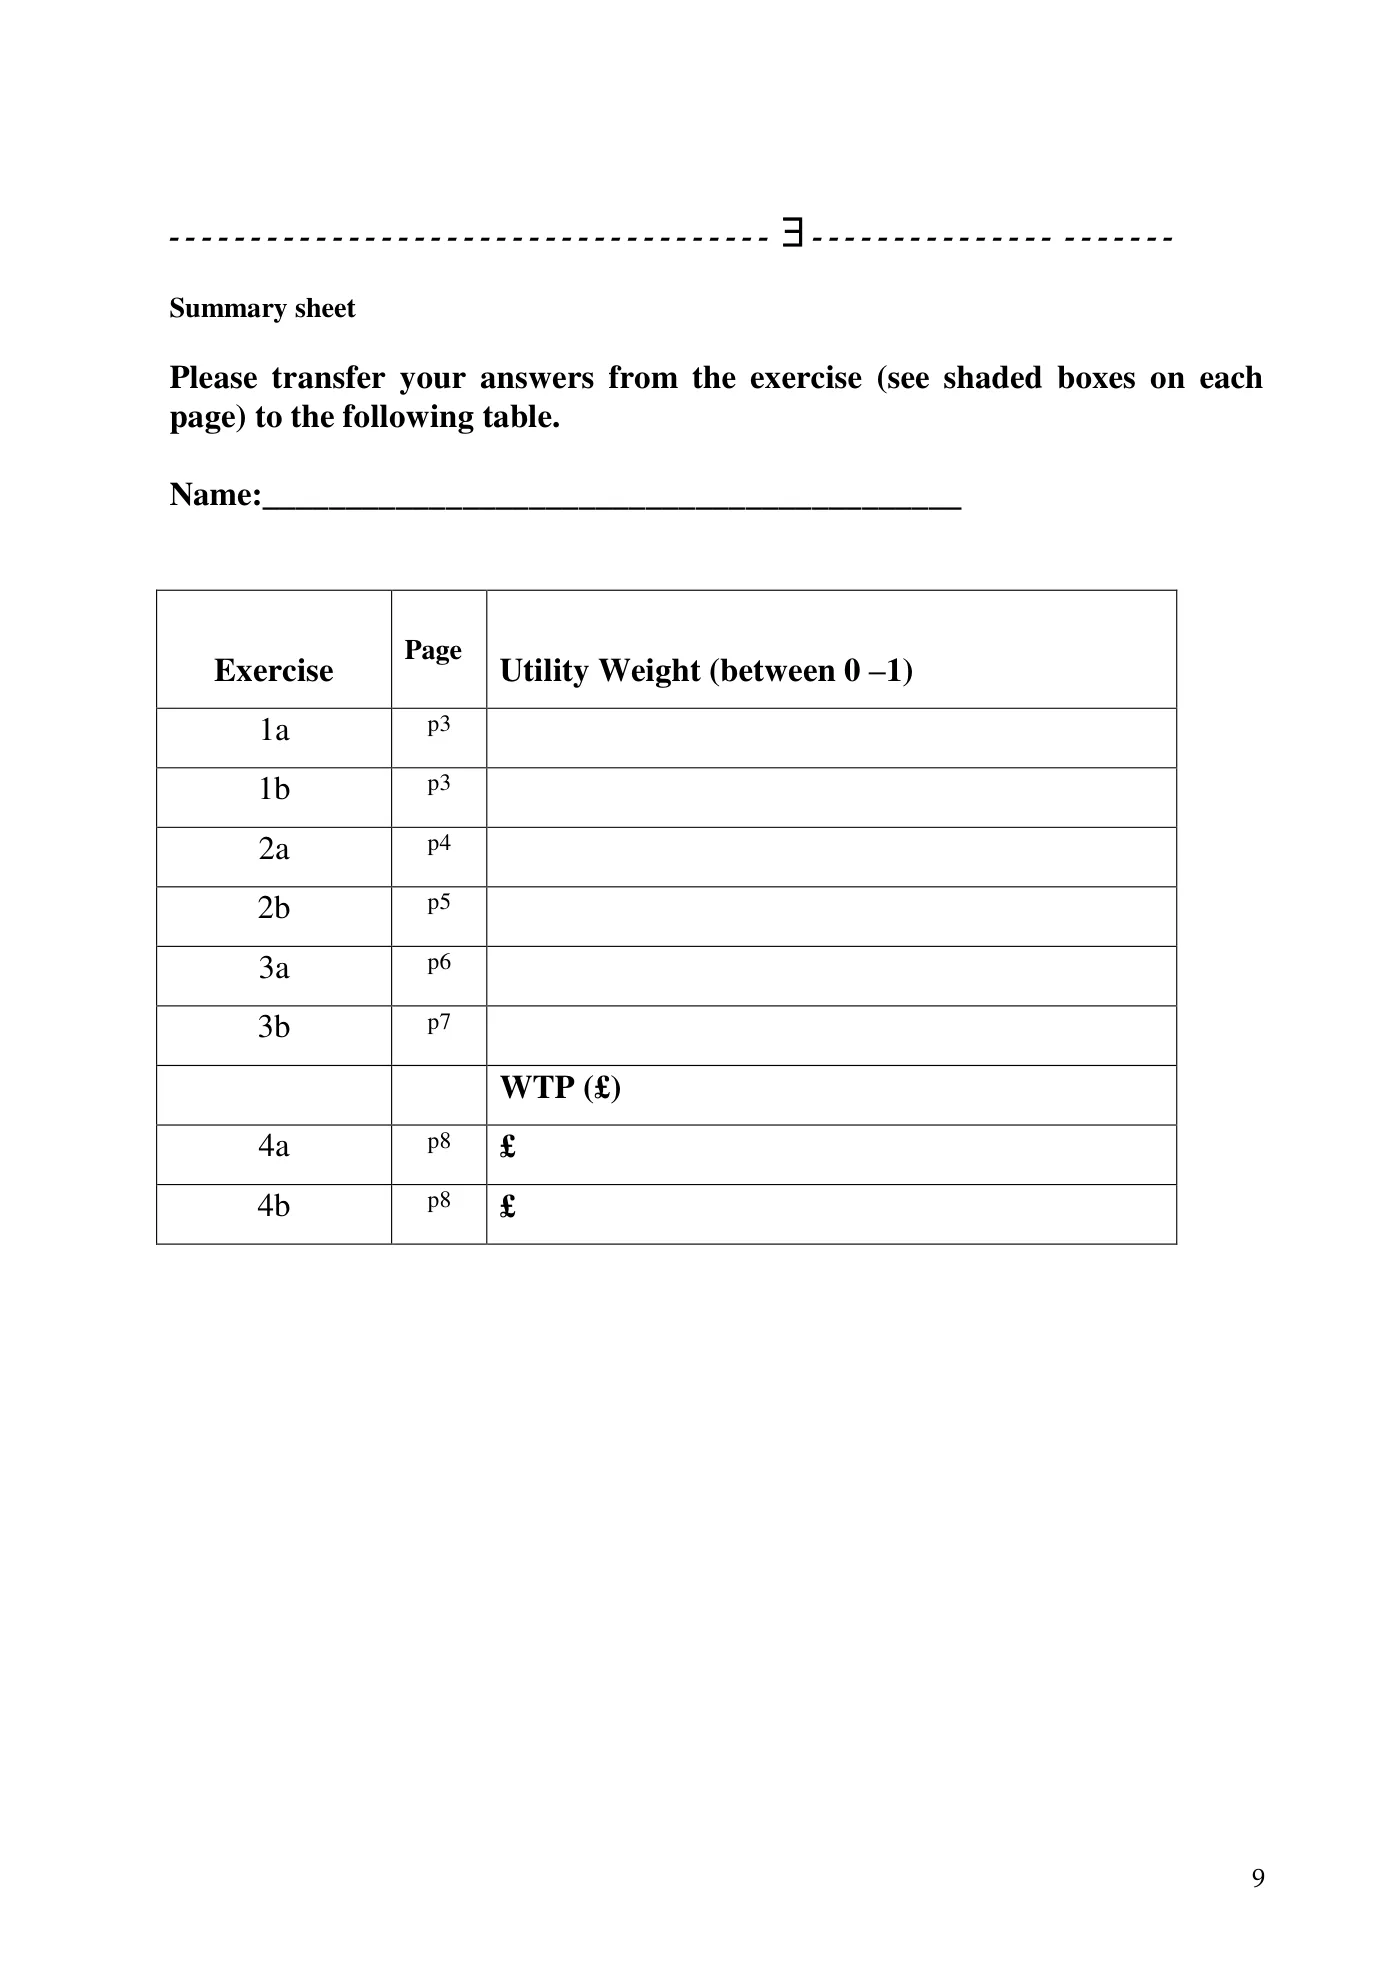 - - - - - - - - - - - - - - - - - - - - - - - - - - - - - - - - - - - - - ∃ - - - - - - - - - - - - - - - - - - - - - -
Summary sheet
Please transfer your answers from the exercise (see shaded boxes on each
page) to the following table.
Name:__________________________________________
Exercise Page Utility Weight (between 0 –1)
1a p3
1b p3
2a p4
2b p5
3a p6
3b p7
WTP (£)
4a p8 £
4b p8 £
9